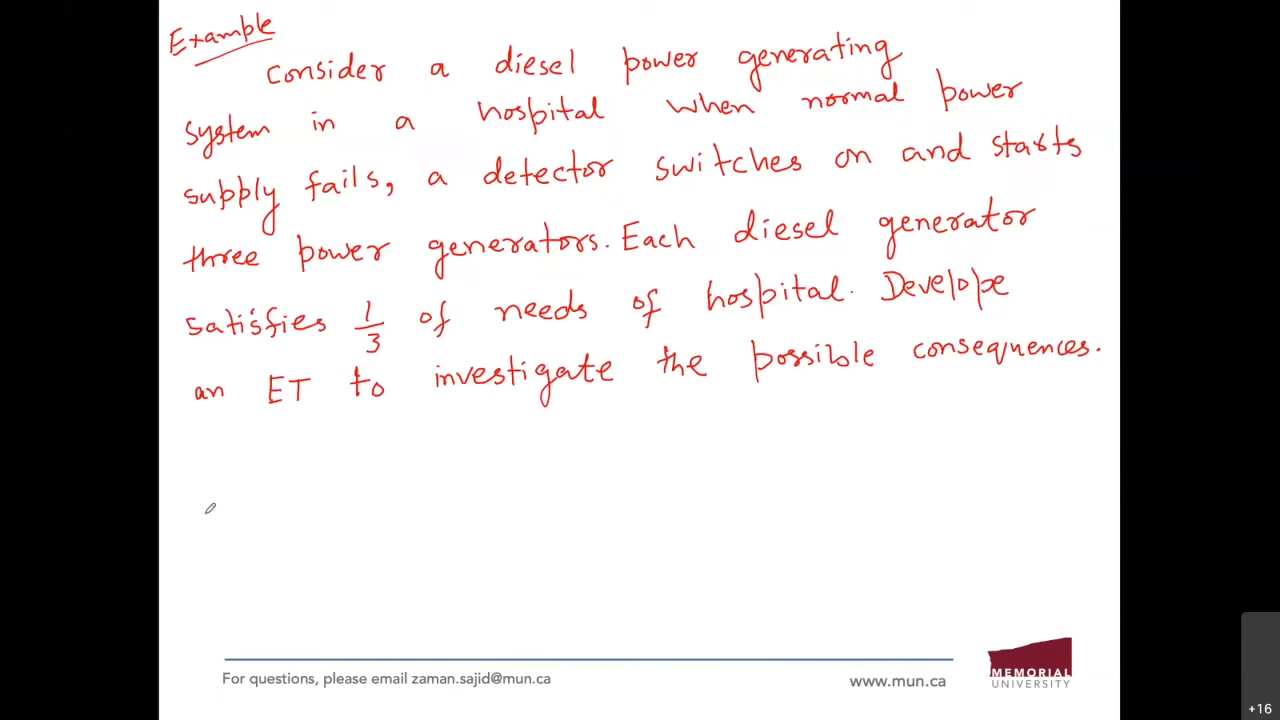 Example
Consider a diesel power generating
system in a hospital when normal power
supply fails, a detector switches on and starts
three power generators. Each diesel generator
satisfies 1/3 of needs of hospital. Develope
an ET to investigate the possible consequences.
For questions, please email zaman.sajid@mun.ca
www.mun.ca
MEMORIAL
UNIVERSITY
+16